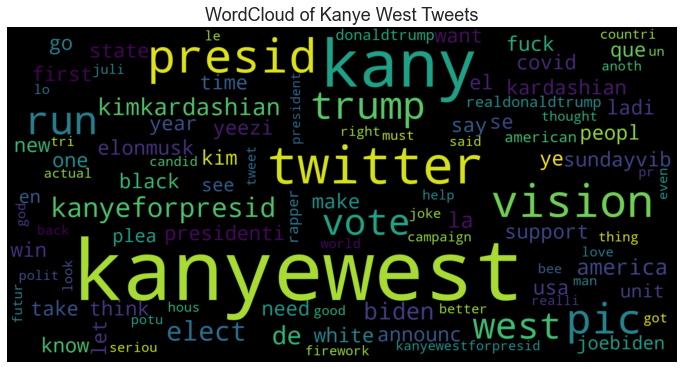 WordCloud of Kanye West Tweets
go
state
le
presid
donaldtrump
want
kany
fuck
countri
que
un
first
juli
covid
anoth
lo
time
president
trump
el
kardashian
kimkardashian
realdonaldtrump
ladi
run
year
yeezi
right
must
say
se
thought
american
peopl
new
tri
elonmusk
said
one
candid
kim
twitter
ye
sundayvib
actual
black
see
tweet
pr
even
en
god
kanyeforpresid
rapper
make
help
vision
vote
joke
la
back
plea
presidenti
world
campaign
support
thing
win
kanyewest
love
america
polit
look
bee
man
usa
unit
futur
take
think
hous
need
good
biden
better
realli
got
let
potu
de
white
announc
west
pic
know
elect
seriou
firework
kanyewestforpresid
joebiden